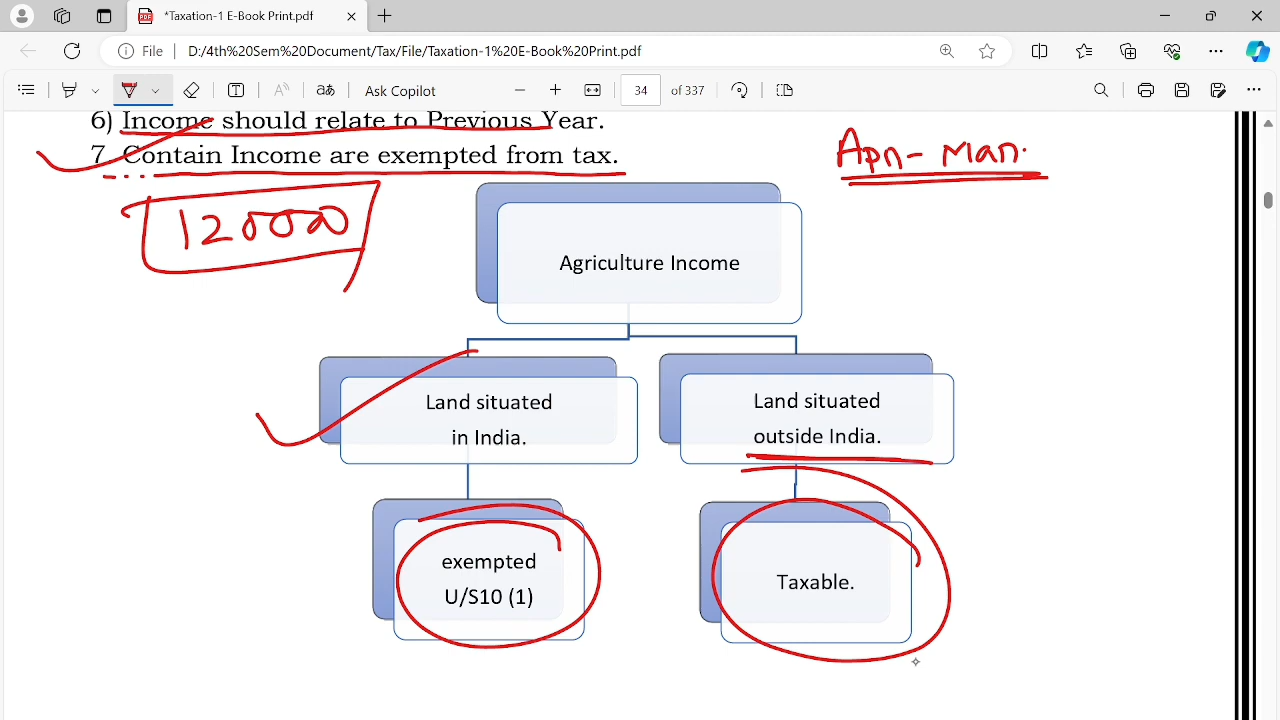 *Taxation-1 E-Book Print.pdf
File D:/4th%20Sem%20Document/Tax/File/Taxation-1%20E-Book%20Print.pdf
Ask Copilot 34 of 337
6) Income should relate to Previous Year.
7. Contain Income are exempted from tax.
Apn- Man.
Agriculture Income
Land situated
in India.
Land situated
outside India.
exempted
U/S10 (1)
Taxable.